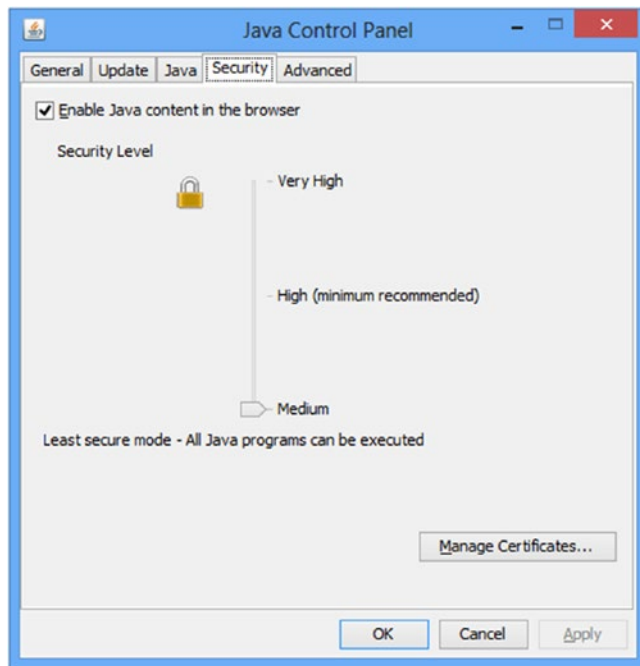 Java Control Panel
General Update Java Security Advanced
Enable Java content in the browser
Security Level
Very High
High (minimum recommended)
Medium
Least secure mode - All Java programs can be executed
Manage Certificates...
OK Cancel Apply